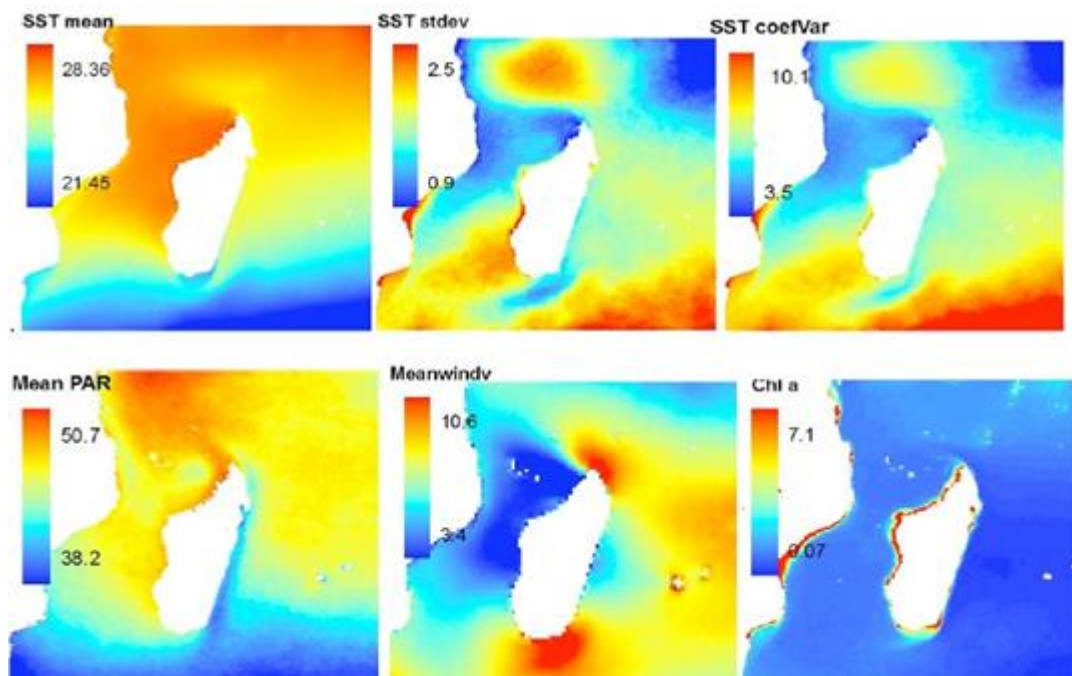 SST mean
28.36
21.45
SST stdev
2.5
0.9
SST coefVar
10.1
3.5
Mean PAR
50.7
38.2
Meanwindv
10.6
3.4
Chl a
7.1
0.07